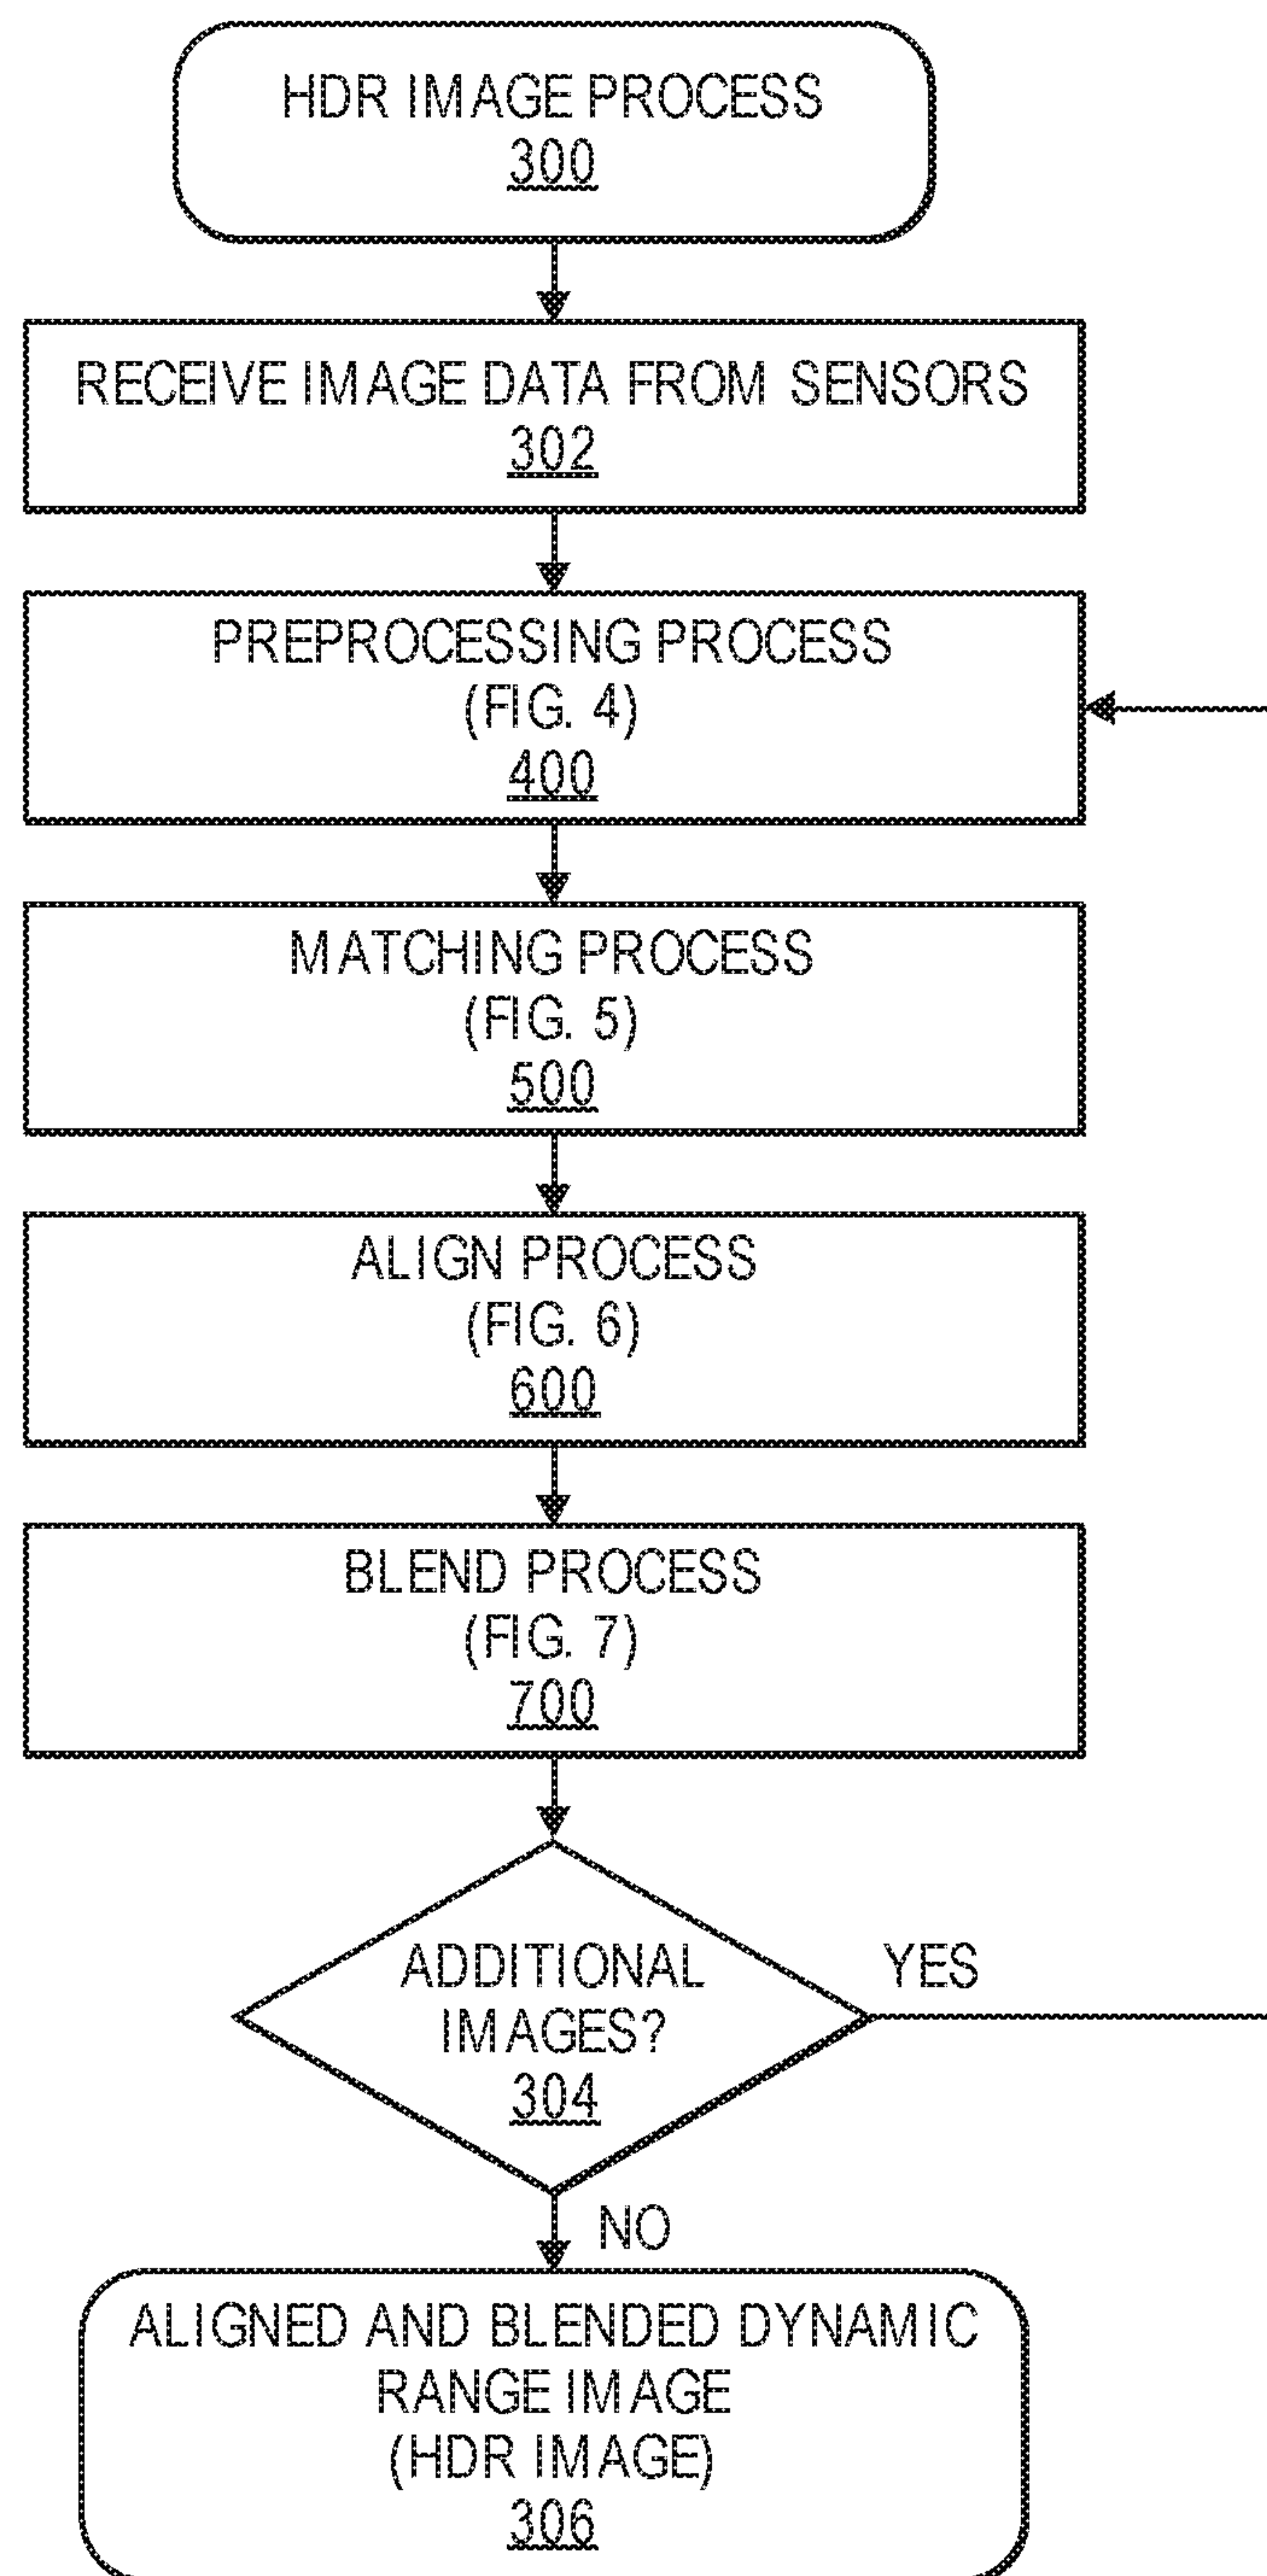 HDR IMAGE PROCESS
300
RECEIVE IMAGE DATA FROM SENSORS
302
PREPROCESSING PROCESS
(FIG. 4)
400
MATCHING PROCESS
(FIG. 5)
500
ALIGN PROCESS
(FIG. 6)
600
BLEND PROCESS
(FIG. 7)
700
ADDITIONAL
IMAGES?
304
YES
NO
ALIGNED AND BLENDED DYNAMIC
RANGE IMAGE
(HDR IMAGE)
306